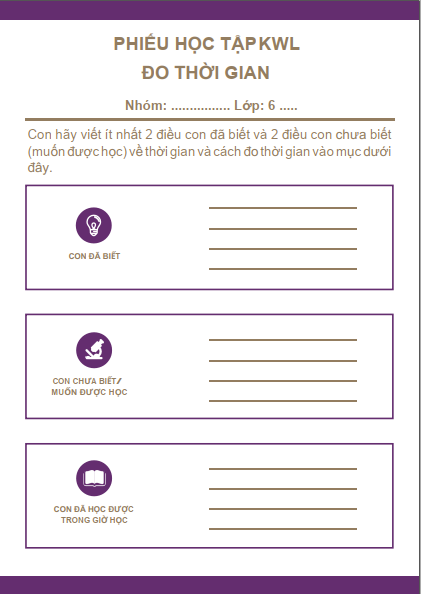 PHIẾU HỌC TẬP KWL
ĐO THỜI GIAN
Nhóm: ................ Lớp: 6 .....
Con hãy viết ít nhất 2 điều con đã biết và 2 điều con chưa biết
(muốn được học) về thời gian và cách đo thời gian vào mục dưới
đây.
CON ĐÃ BIẾT
CON CHƯA BIẾT/
MUỐN ĐƯỢC HỌC
CON ĐÃ HỌC ĐƯỢC
TRONG GIỜ HỌC